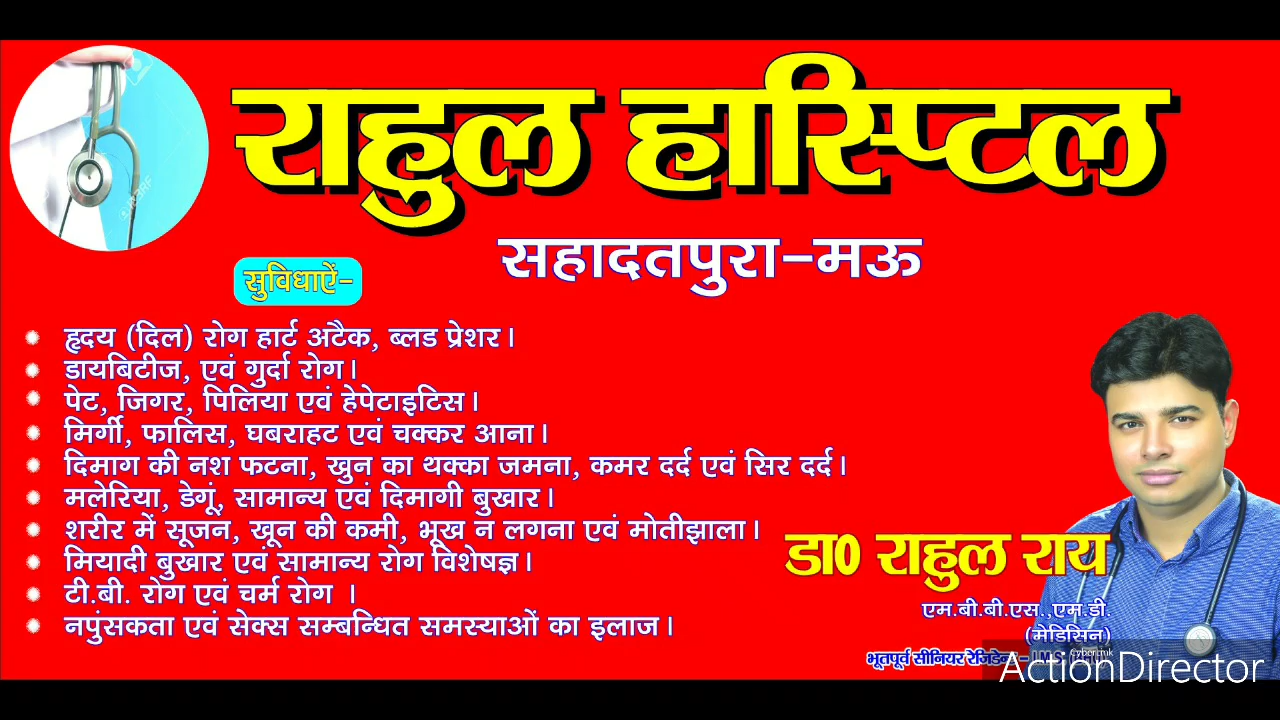 राहुल हास्पिटल
सहादतपुरा-मऊ
सुविधाऐं-
हृदय (दिल) रोग हार्ट अटैक, ब्लड प्रेशर।
डायबिटीज, एवं गुर्दा रोग।
पेट, जिगर, पिलिया एवं हेपेटाइटिस।
मिर्गी, फालिस, घबराहट एवं चक्कर आना।
दिमाग की नश फटना, खुन का थक्का जमना, कमर दर्द एवं सिर दर्द।
मलेरिया, डेगूं, सामान्य एवं दिमागी बुखार।
शरीर में सूजन, खून की कमी, भूख न लगना एवं मोतीझाला।
मियादी बुखार एवं सामान्य रोग विशेषज्ञ।
टी.बी. रोग एवं चर्म रोग ।
नपुंसकता एवं सेक्स सम्बन्धित समस्याओं का इलाज।
डा० राहुल राय
एम.बी.बी.एस. एम.डी.
(मेडिसिन)
भूतपूर्व सीनियर
CyberLink
ActionDirector